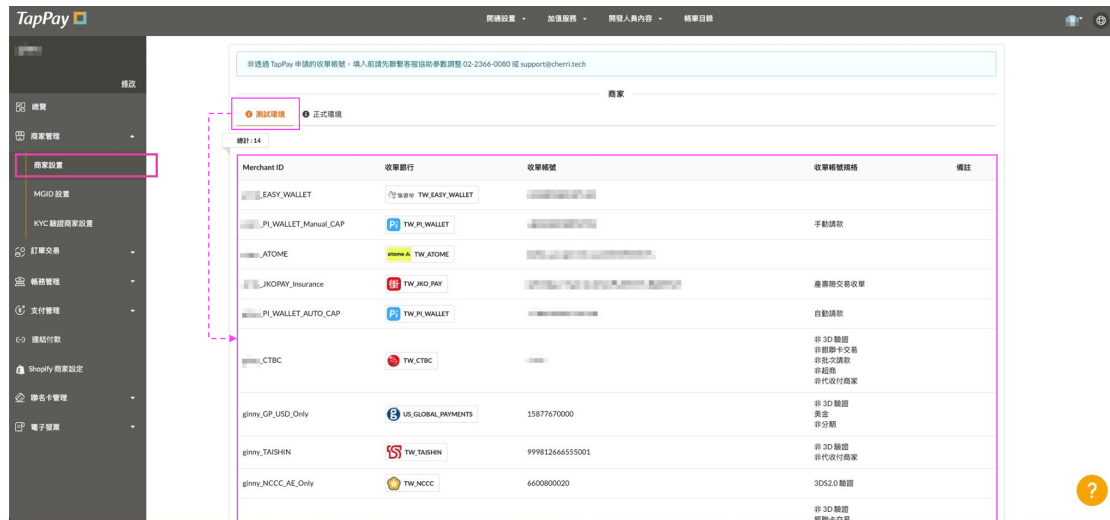 TapPay
開通設置
加值服務
開發人員內容
帳單目錄
修改
總覽
商家管理
商家設置
MGID 設置
KYC 驗證商家設置
訂單交易
帳務管理
支付管理
連結付款
Shopify 商家設定
聯名卡管理
電子發票
非透過 TapPay 申請的收單帳號，填入前請先聯繫客服協助參數調整 02-2366-0080 或 support@cherri.tech
商家
測試環境
正式環境
總計 : 14
Merchant ID 收單銀行 收單帳號 收單帳號規格 備註
_EASY_WALLET 悠遊付 TW_EASY_WALLET
_PI_WALLET_Manual_CAP Pi TW_PI_WALLET 手動請款
_ATOME atome TW_ATOME
_JKOPAY_Insurance 街 TW_JKO_PAY 產壽險交易收單
_PI_WALLET_AUTO_CAP Pi TW_PI_WALLET 自動請款
_CTBC TW_CTBC
非 3D 驗證
非銀聯卡交易
非批次請款
非超商
非代收付商家
ginny_GP_USD_Only US_GLOBAL_PAYMENTS 15877670000
非 3D 驗證
美金
非分期
ginny_TAISHIN TW_TAISHIN 999812666555001
非 3D 驗證
非代收付商家
ginny_NCCC_AE_Only TW_NCCC 6600800020 3DS2.0 驗證
非 3D 驗證
?